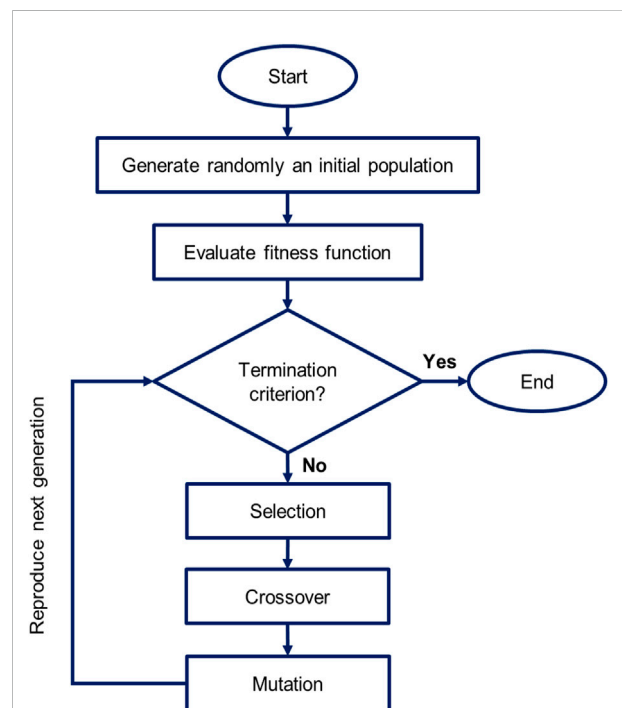 Start
Generate randomly an initial population
Evaluate fitness function
Termination
criterion?
Yes
End
No
Selection
Crossover
Mutation
Reproduce next generation